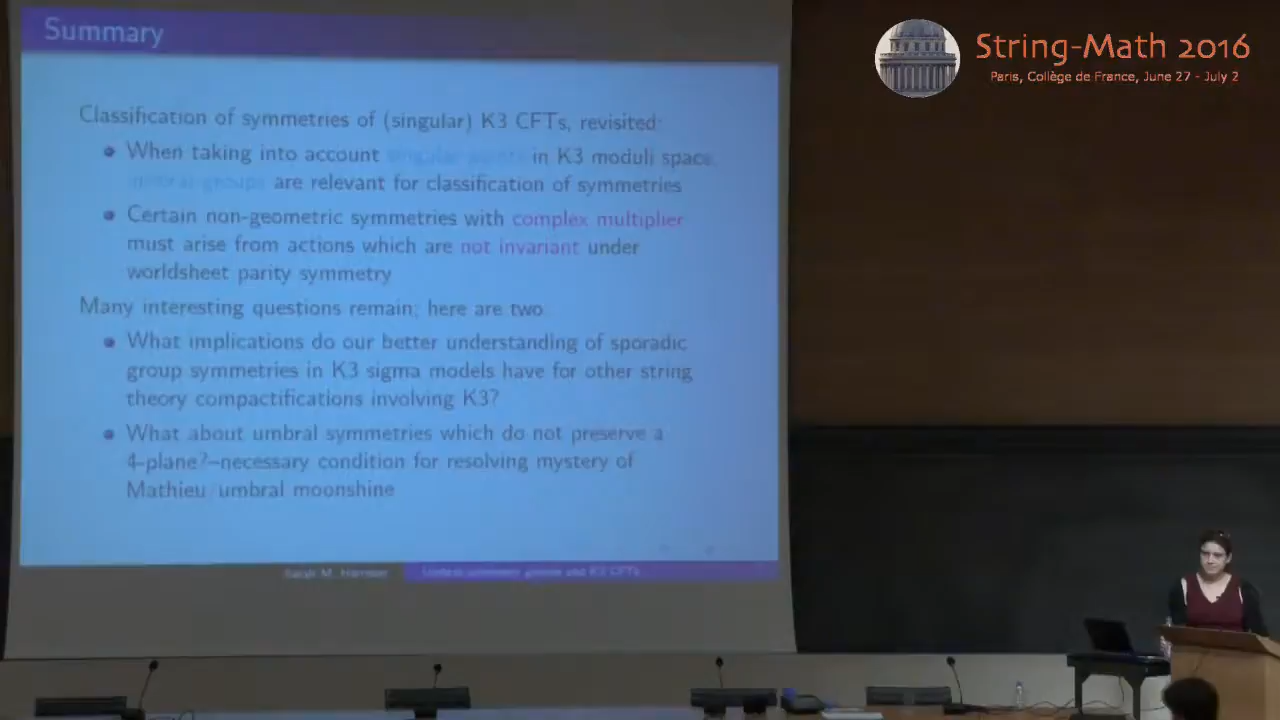 Summary
String-Math 2016
Paris, Collège de France, June 27 - July 2
Classification of symmetries of (singular) K3 CFTs, revisited:
When taking into account singular points in K3 moduli space,
umbral groups are relevant for classification of symmetries
Certain non-geometric symmetries with complex multiplier
must arise from actions which are not invariant under
worldsheet parity symmetry
Many interesting questions remain; here are two:
What implications do our better understanding of sporadic
group symmetries in K3 sigma models have for other string
theory compactifications involving K3?
What about umbral symmetries which do not preserve a
4-plane?–necessary condition for resolving mystery of
Mathieu/umbral moonshine
Sarah M. Harrison
Umbral symmetry groups and K3 CFTs